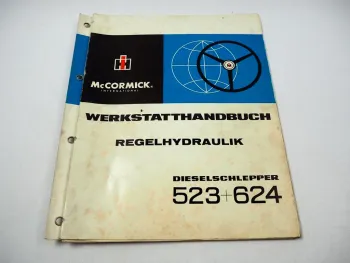 McCORMICK®
INTERNATIONAL
WERKSTATTHANDBUCH
REGELHYDRAULIK
DIESELSCHLEPPER
523+624